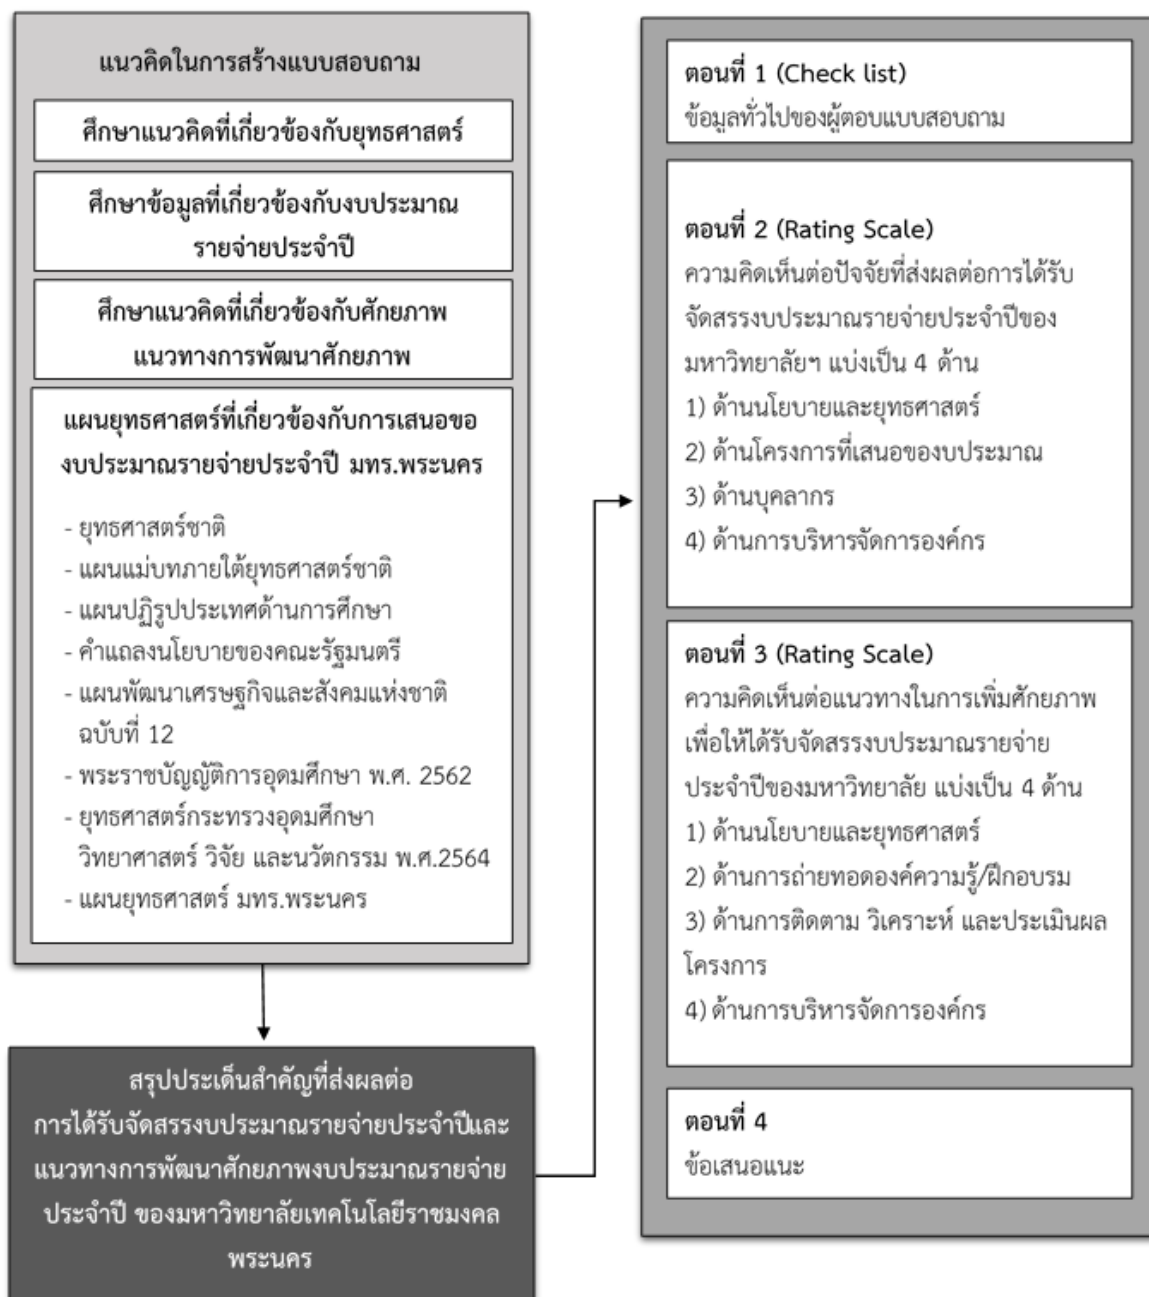 แนวคิดในการสร้างแบบสอบถาม
ศึกษาแนวคิดที่เกี่ยวข้องกับยุทธศาสตร์
ศึกษาข้อมูลที่เกี่ยวข้องกับงบประมาณ
รายจ่ายประจำปี
ศึกษาแนวคิดที่เกี่ยวข้องกับศักยภาพ
แนวทางการพัฒนาศักยภาพ
แผนยุทธศาสตร์ที่เกี่ยวข้องกับการเสนอขอ
งบประมาณรายจ่ายประจำปี มทร.พระนคร
- ยุทธศาสตร์ชาติ
- แผนแม่บทภายใต้ยุทธศาสตร์ชาติ
- แผนปฏิรูปประเทศด้านการศึกษา
- คำแถลงนโยบายของคณะรัฐมนตรี
- แผนพัฒนาเศรษฐกิจและสังคมแห่งชาติ
ฉบับที่ 12
- พระราชบัญญัติการอุดมศึกษา พ.ศ. 2562
- ยุทธศาสตร์กระทรวงอุดมศึกษา
วิทยาศาสตร์ วิจัย และนวัตกรรม พ.ศ.2564
- แผนยุทธศาสตร์ มทร.พระนคร
สรุปประเด็นสำคัญที่ส่งผลต่อ
การได้รับจัดสรรงบประมาณรายจ่ายประจำปีและ
แนวทางการพัฒนาศักยภาพงบประมาณรายจ่าย
ประจำปี ของมหาวิทยาลัยเทคโนโลยีราชมงคล
พระนคร
ตอนที่ 1 (Check list)
ข้อมูลทั่วไปของผู้ตอบแบบสอบถาม
ตอนที่ 2 (Rating Scale)
ความคิดเห็นต่อปัจจัยที่ส่งผลต่อการได้รับ
จัดสรรงบประมาณรายจ่ายประจำปีของ
มหาวิทยาลัยฯ แบ่งเป็น 4 ด้าน
1) ด้านนโยบายและยุทธศาสตร์
2) ด้านโครงการที่เสนอของบประมาณ
3) ด้านบุคลากร
4) ด้านการบริหารจัดการองค์กร
ตอนที่ 3 (Rating Scale)
ความคิดเห็นต่อแนวทางในการเพิ่มศักยภาพ
เพื่อให้ได้รับจัดสรรงบประมาณรายจ่าย
ประจำปีของมหาวิทยาลัย แบ่งเป็น 4 ด้าน
1) ด้านนโยบายและยุทธศาสตร์
2) ด้านการถ่ายทอดองค์ความรู้/ฝึกอบรม
3) ด้านการติดตาม วิเคราะห์ และประเมินผล
โครงการ
4) ด้านการบริหารจัดการองค์กร
ตอนที่ 4
ข้อเสนอแนะ